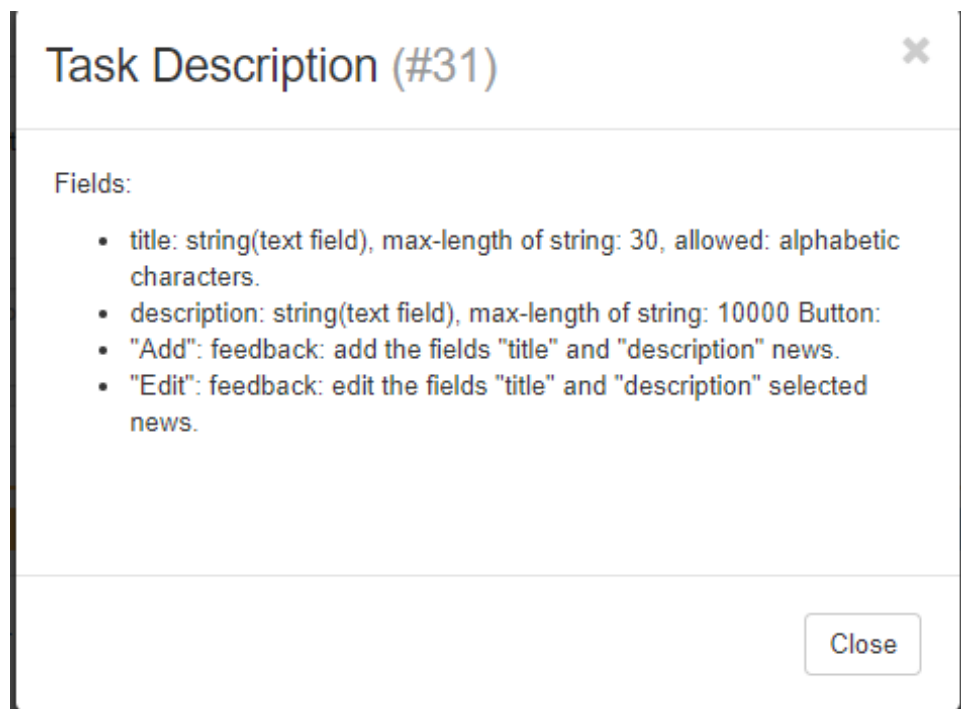 Task Description (#31)
×
Fields:
• title: string(text field), max-length of string: 30, allowed: alphabetic
characters.
• description: string(text field), max-length of string: 10000 Button:
• "Add": feedback: add the fields "title" and "description" news.
• "Edit": feedback: edit the fields "title" and "description" selected
news.
Close